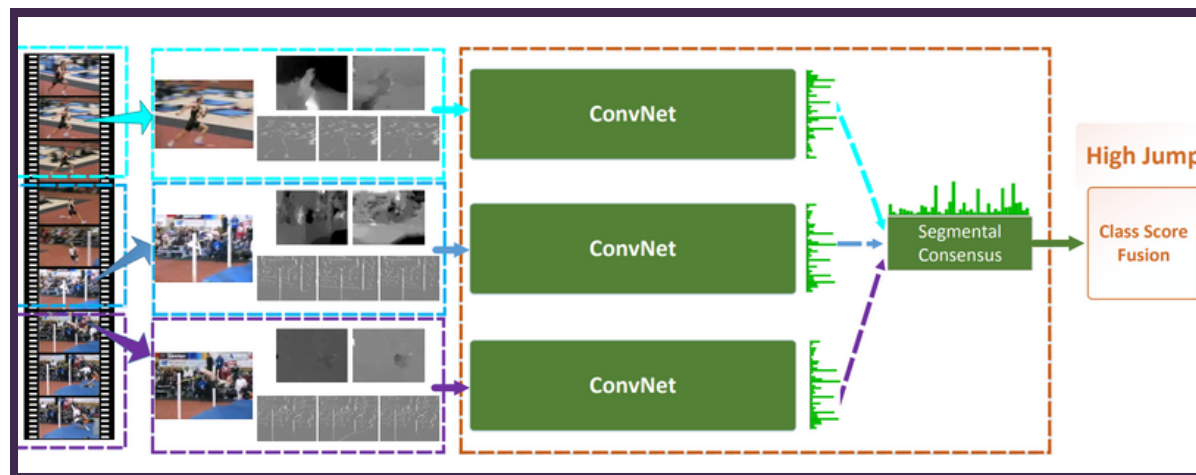 ConvNet
ConvNet
ConvNet
Segmental
Consensus
High Jump
Class Score
Fusion